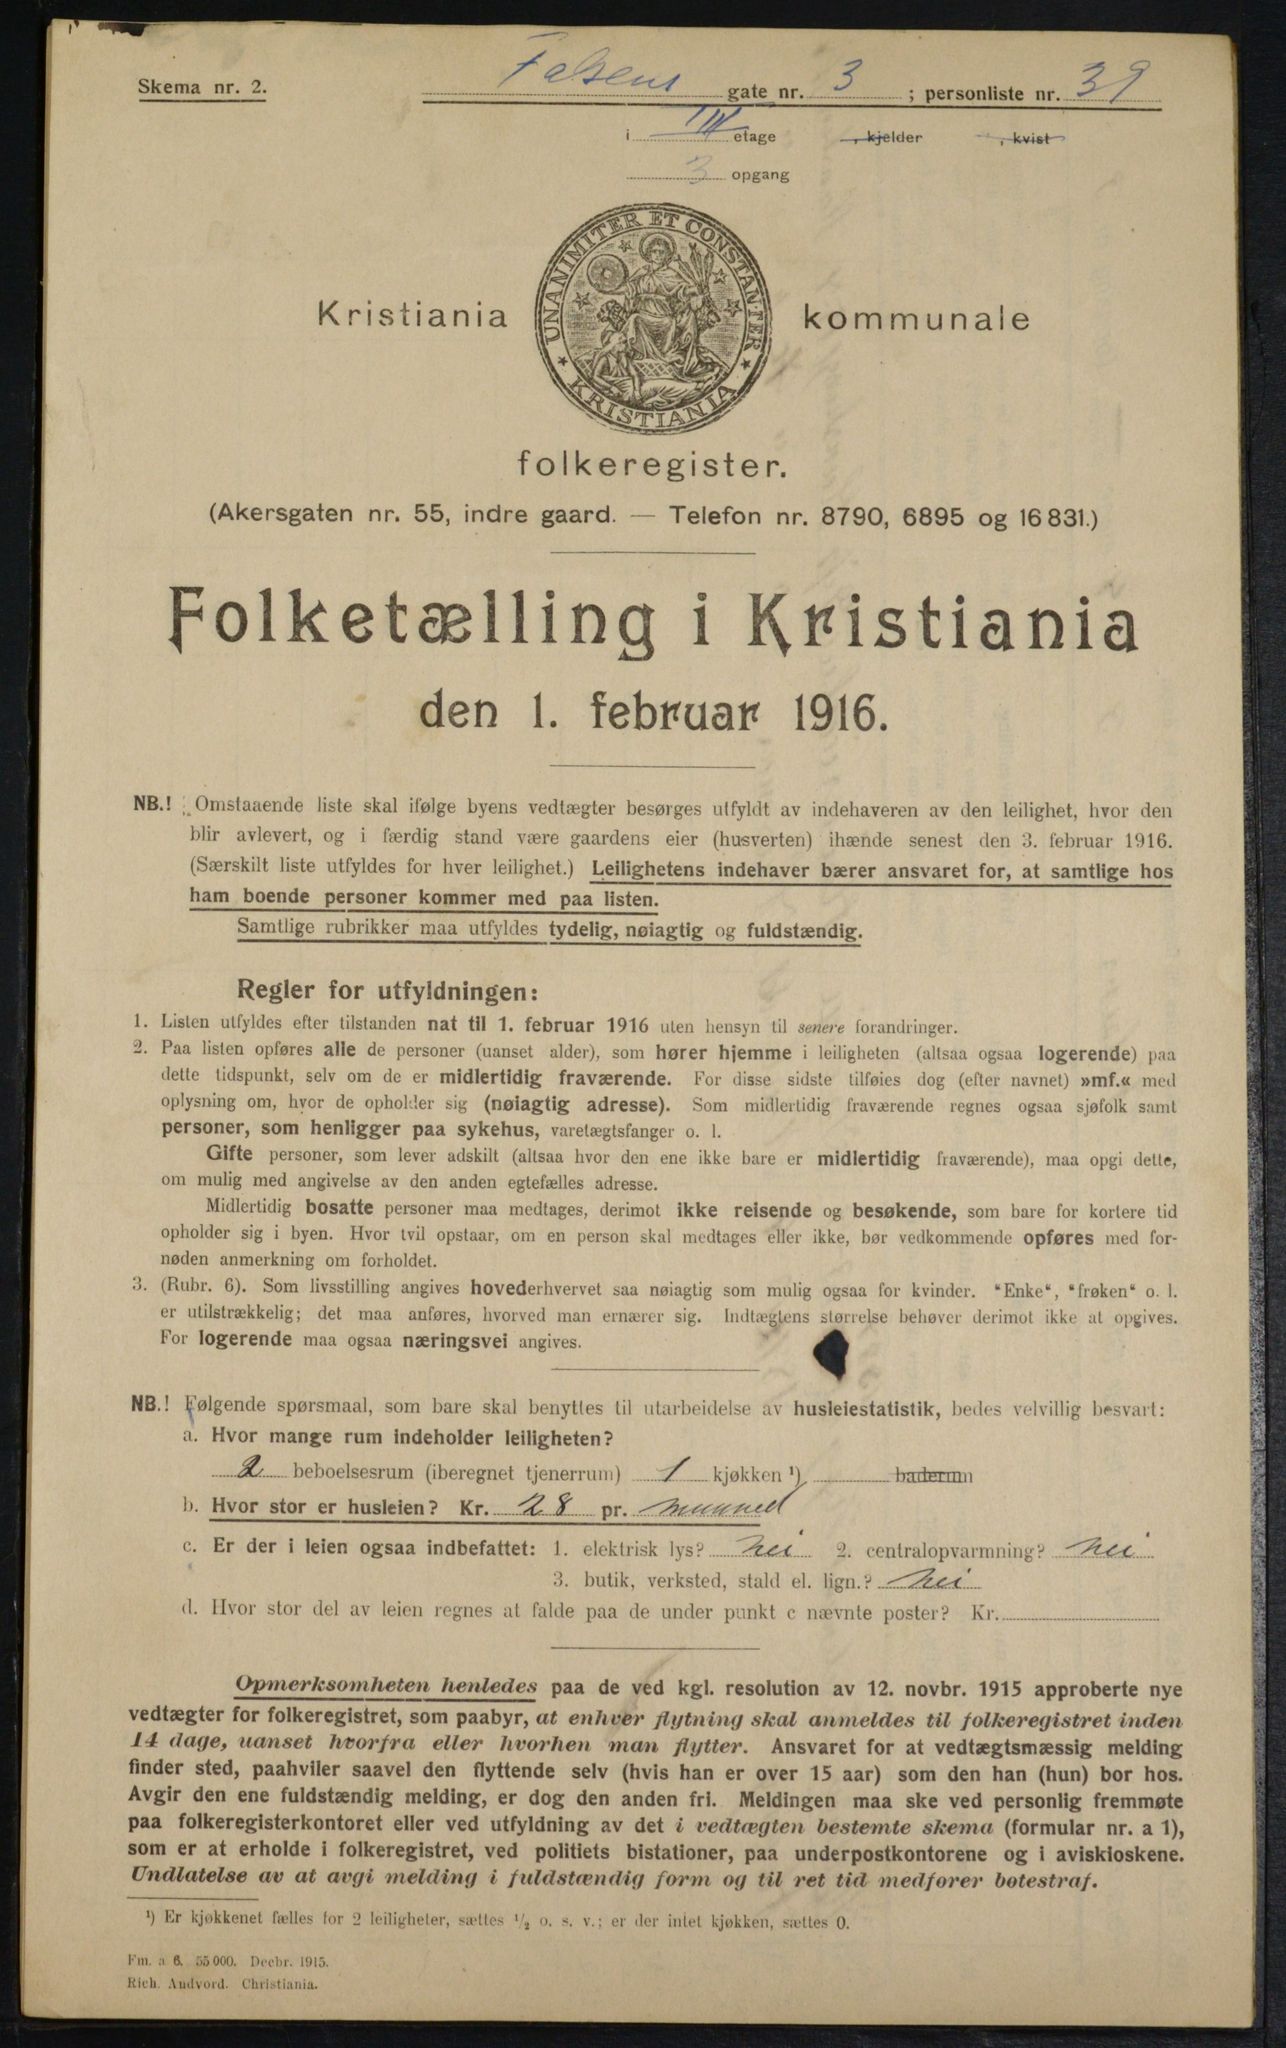 Skema nr. 2.
Falsens gate nr. 3 ; personliste nr. 39
i III etage , kjelder , kvist
3 opgang
UNANIMITER ET CONSTANTER
KRISTIANIA
Kristiania kommunale
folkeregister.
(Akersgaten nr. 55, indre gaard. — Telefon nr. 8790, 6895 og 16 831.)
Folketælling i Kristiania
den 1. februar 1916.
NB.! Omstaaende liste skal ifølge byens vedtægter besørges utfyldt av indehaveren av den leilighet, hvor den
blir avlevert, og i færdig stand være gaardens eier (husverten) ihænde senest den 3. februar 1916.
(Særskilt liste utfyldes for hver leilighet.) Leilighetens indehaver bærer ansvaret for, at samtlige hos
ham boende personer kommer med paa listen.
Samtlige rubrikker maa utfyldes tydelig, nøiagtig og fuldstændig.
Regler for utfyldningen:
1. Listen utfyldes efter tilstanden nat til 1. februar 1916 uten hensyn til senere forandringer.
2. Paa listen opføres alle de personer (uanset alder), som hører hjemme i leiligheten (altsaa ogsaa logerende) paa
dette tidspunkt, selv om de er midlertidig fraværende. For disse sidste tilføies dog (efter navnet) »mf.« med
oplysning om, hvor de opholder sig (nøiagtig adresse). Som midlertidig fraværende regnes ogsaa sjøfolk samt
personer, som henligger paa sykehus, varetægtsfanger o. l.
Gifte personer, som lever adskilt (altsaa hvor den ene ikke bare er midlertidig fraværende), maa opgi dette,
om mulig med angivelse av den anden egtefælles adresse.
Midlertidig bosatte personer maa medtages, derimot ikke reisende og besøkende, som bare for kortere tid
opholder sig i byen. Hvor tvil opstaar, om en person skal medtages eller ikke, bør vedkommende opføres med for-
nøden anmerkning om forholdet.
3. (Rubr. 6). Som livsstilling angives hovederhvervet saa nøiagtig som mulig ogsaa for kvinder. "Enke", "frøken" o. l.
er utilstrækkelig; det maa anføres, hvorved man ernærer sig. Indtægtens størrelse behøver derimot ikke at opgives.
For logerende maa ogsaa næringsvei angives.
NB.! Følgende spørsmaal, som bare skal benyttes til utarbeidelse av husleiestatistik, bedes velvillig besvart:
a. Hvor mange rum indeholder leiligheten?
2 beboelsesrum (iberegnet tjenerrum) 1 kjøkken ¹) baderum
b. Hvor stor er husleien? Kr. 28 pr. maaned
c. Er der i leien ogsaa indbefattet: 1. elektrisk lys? nei 2. centralopvarmning? nei
3. butik, verksted, stald el. lign.? nei
d. Hvor stor del av leien regnes at falde paa de under punkt c nævnte poster? Kr.
Opmerksomheten henledes paa de ved kgl. resolution av 12. novbr. 1915 approberte nye
vedtægter for folkeregistret, som paabyr, at enhver flytning skal anmeldes til folkeregistret inden
14 dage, uanset hvorfra eller hvorhen man flytter. Ansvaret for at vedtægtsmæssig melding
finder sted, paahviler saavel den flyttende selv (hvis han er over 15 aar) som den han (hun) bor hos.
Avgir den ene fuldstændig melding, er dog den anden fri. Meldingen maa ske ved personlig fremmøte
paa folkeregisterkontoret eller ved utfyldning av det i vedtægten bestemte skema (formular nr. a 1),
som er at erholde i folkeregistret, ved politiets bistationer, paa underpostkontorene og i aviskioskene.
Undlatelse av at avgi melding i fuldstændig form og til ret tid medfører bøtestraf.
¹) Er kjøkkenet fælles for 2 leiligheter, sættes ½ o. s. v.; er der intet kjøkken, sættes 0.
Fm. a 6. 55 000. Decbr. 1915.
Rich. Andvord. Christiania.